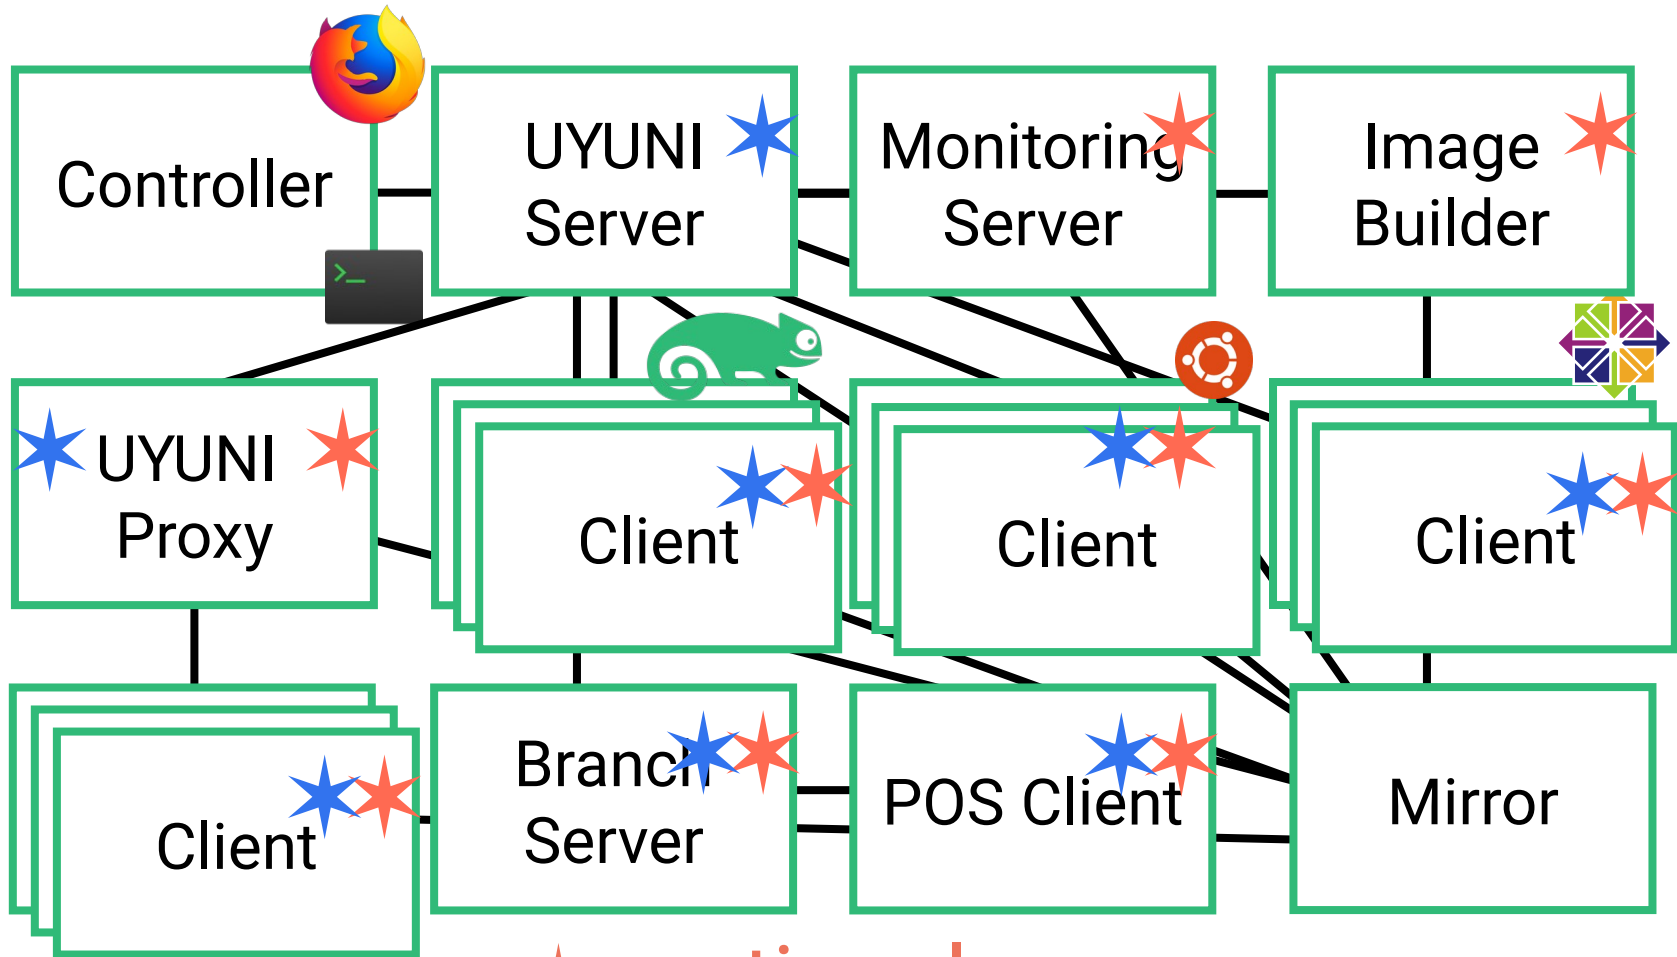 Controller
UYUNI
Server
Monitoring
Server
Image
Builder
>_
UYUNI
Proxy
Client
Client
Client
Client
Branch
Server
POS Client
Mirror